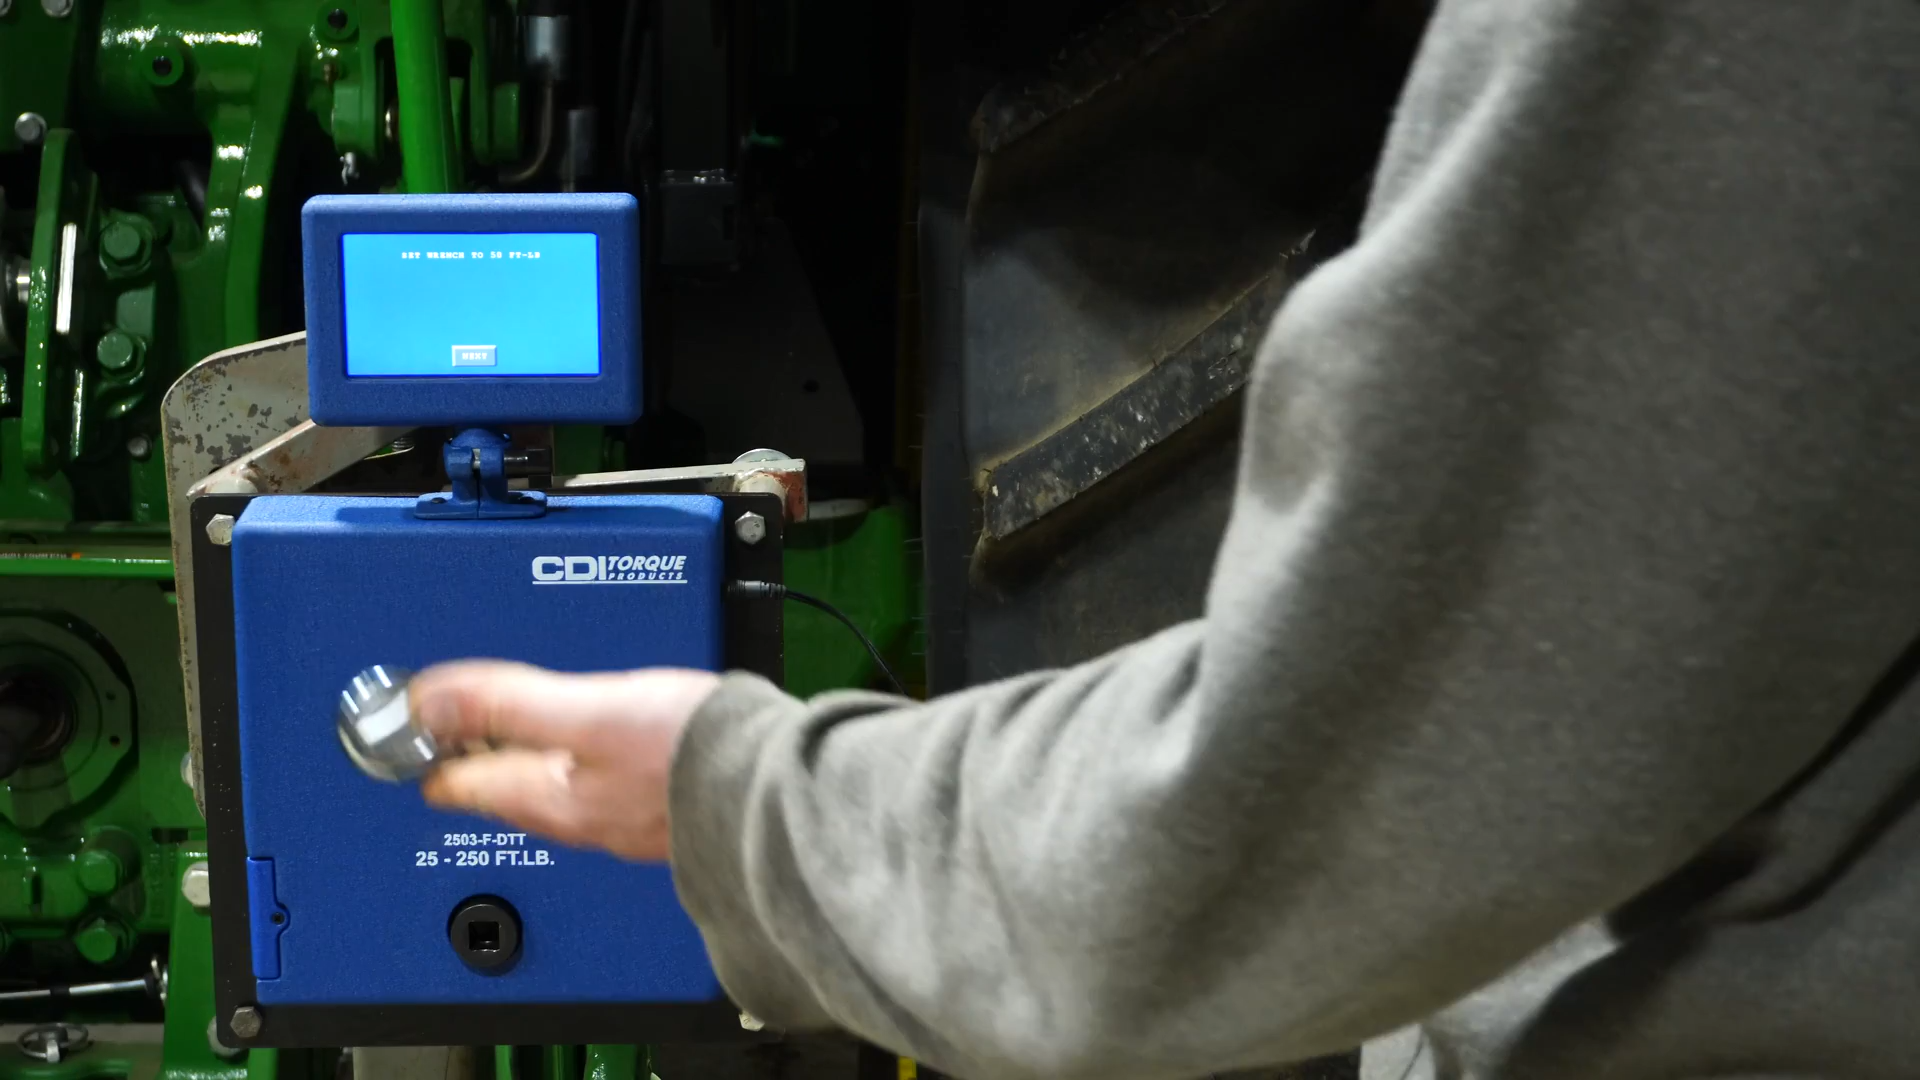 SET WRENCH TO 50 FT-LB
NEXT
CDI TORQUE
PRODUCTS
2503-F-DTT
25 - 250 FT.LB.